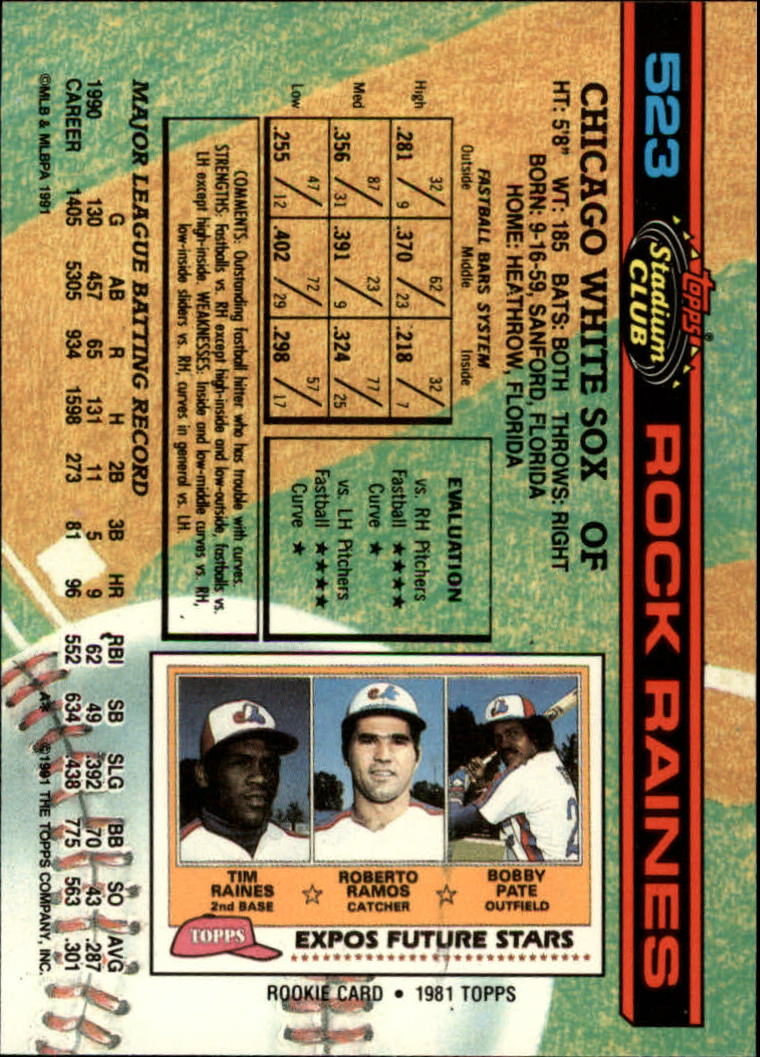 523
TOPPS®
Stadium
CLUB
ROCK RAINES
CHICAGO WHITE SOX OF
HT: 5'8" WT: 185 BATS: BOTH THROWS: RIGHT
BORN: 9-16-59, SANFORD, FLORIDA
HOME: HEATHROW, FLORIDA
FASTBALL BARS SYSTEM
Outside Middle Inside
High .281 32/9 .370 62/23 .218 32/7
Med .356 87/31 .391 23/9 .324 77/25
Low .255 47/12 .402 72/29 .298 57/17
EVALUATION
vs. RH Pitchers
Fastball ★★★★
Curve ★
vs. LH Pitchers
Fastball ★★★★
Curve ★
COMMENTS: Outstanding fastball hitter who has trouble with curves.
STRENGTHS: Fastballs vs. RH except high-inside and low-outside, fastballs vs.
LH except high-inside. WEAKNESSES: Inside and low-middle curves vs. RH,
low-inside sliders vs. RH, curves in general vs. LH.
MAJOR LEAGUE BATTING RECORD
G AB R H 2B 3B HR RBI SB SLG BB SO AVG
1990 130 457 65 131 11 5 9 62 49 .392 70 43 .287
CAREER 1405 5305 934 1598 273 81 96 552 634 .438 775 563 .301
©MLB & MLBPA 1991
A* ©1991 THE TOPPS COMPANY, INC.
TIM
RAINES
2nd BASE
☆
ROBERTO
RAMOS
CATCHER
☆
BOBBY
PATE
OUTFIELD
TOPPS
EXPOS FUTURE STARS
ROOKIE CARD • 1981 TOPPS